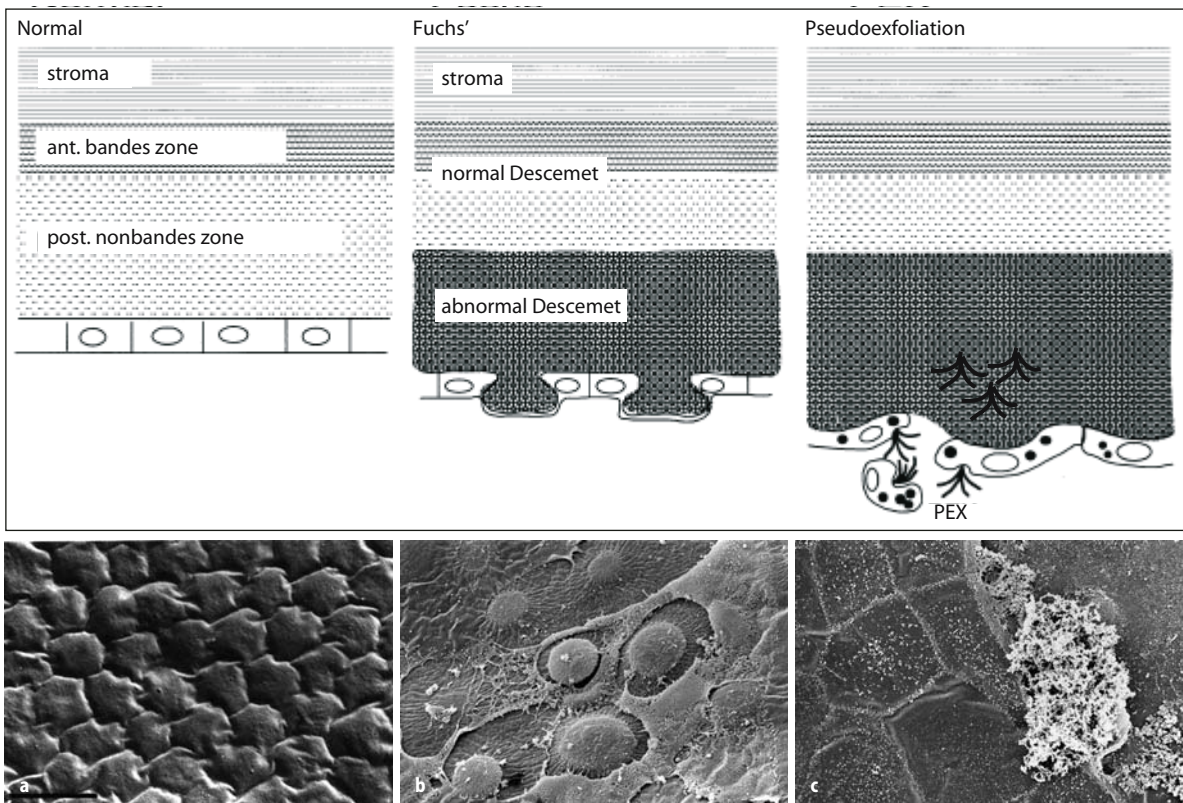 Normal
Fuchs'
Pseudoexfoliation
stroma
ant. bandes zone
post. nonbandes zone
stroma
normal Descemet
abnormal Descemet
PEX
a
b
c